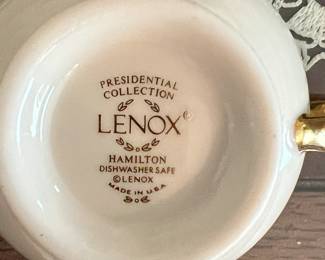 PRESIDENTIAL
COLLECTION
LENOX®
HAMILTON
DISHWASHER SAFE
©LENOX
MADE IN U.S.A.